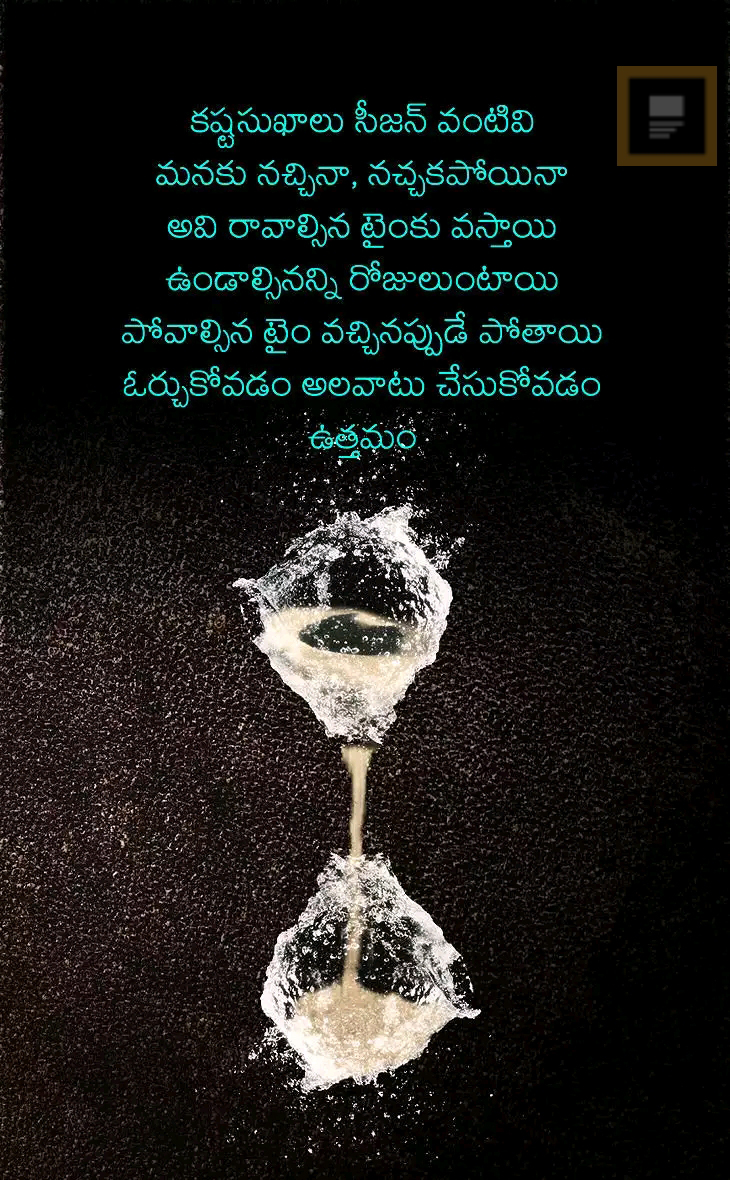 కష్టసుఖాలు సీజన్ వంటివి
మనకు నచ్చినా, నచ్చకపోయినా
అవి రావాల్సిన టైంకు వస్తాయి
ఉండాల్సినన్ని రోజులుంటాయి
పోవాల్సిన టైం వచ్చినప్పుడే పోతాయి
ఓర్చుకోవడం అలవాటు చేసుకోవడం
ఉత్తమం